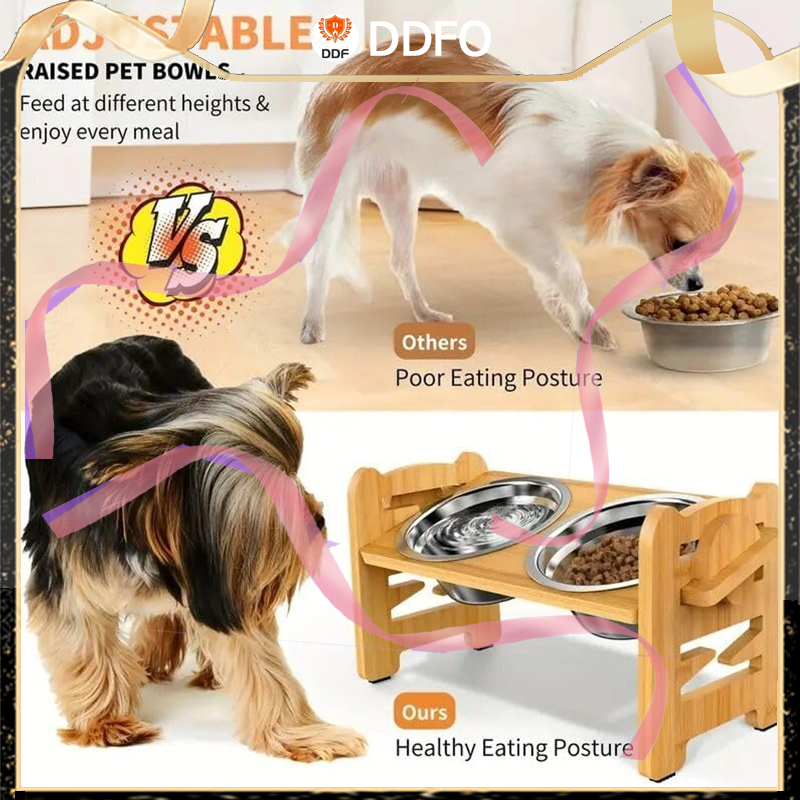 ADJUSTABLE
DDF
DDFO
RAISED PET BOWLS
Feed at different heights &
enjoy every meal
VS
Others
Poor Eating Posture
Ours
Healthy Eating Posture